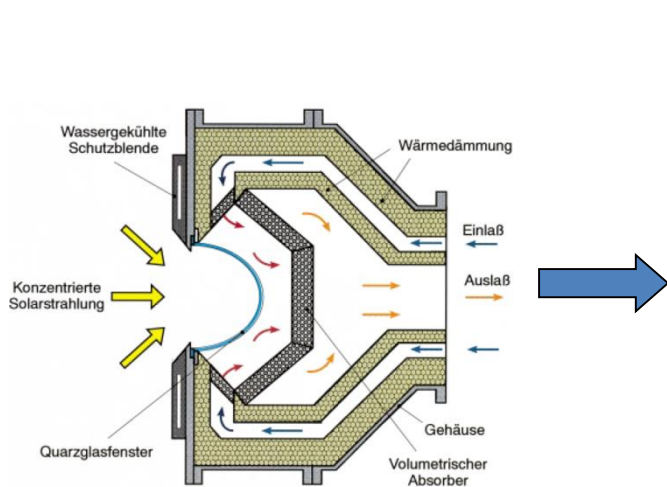 Wassergekühlte
Schutzblende
Wärmedämmung
Einlaß
Konzentrierte
Solarstrahlung
Auslaß
Gehäuse
Quarzglasfenster
Volumetrischer
Absorber